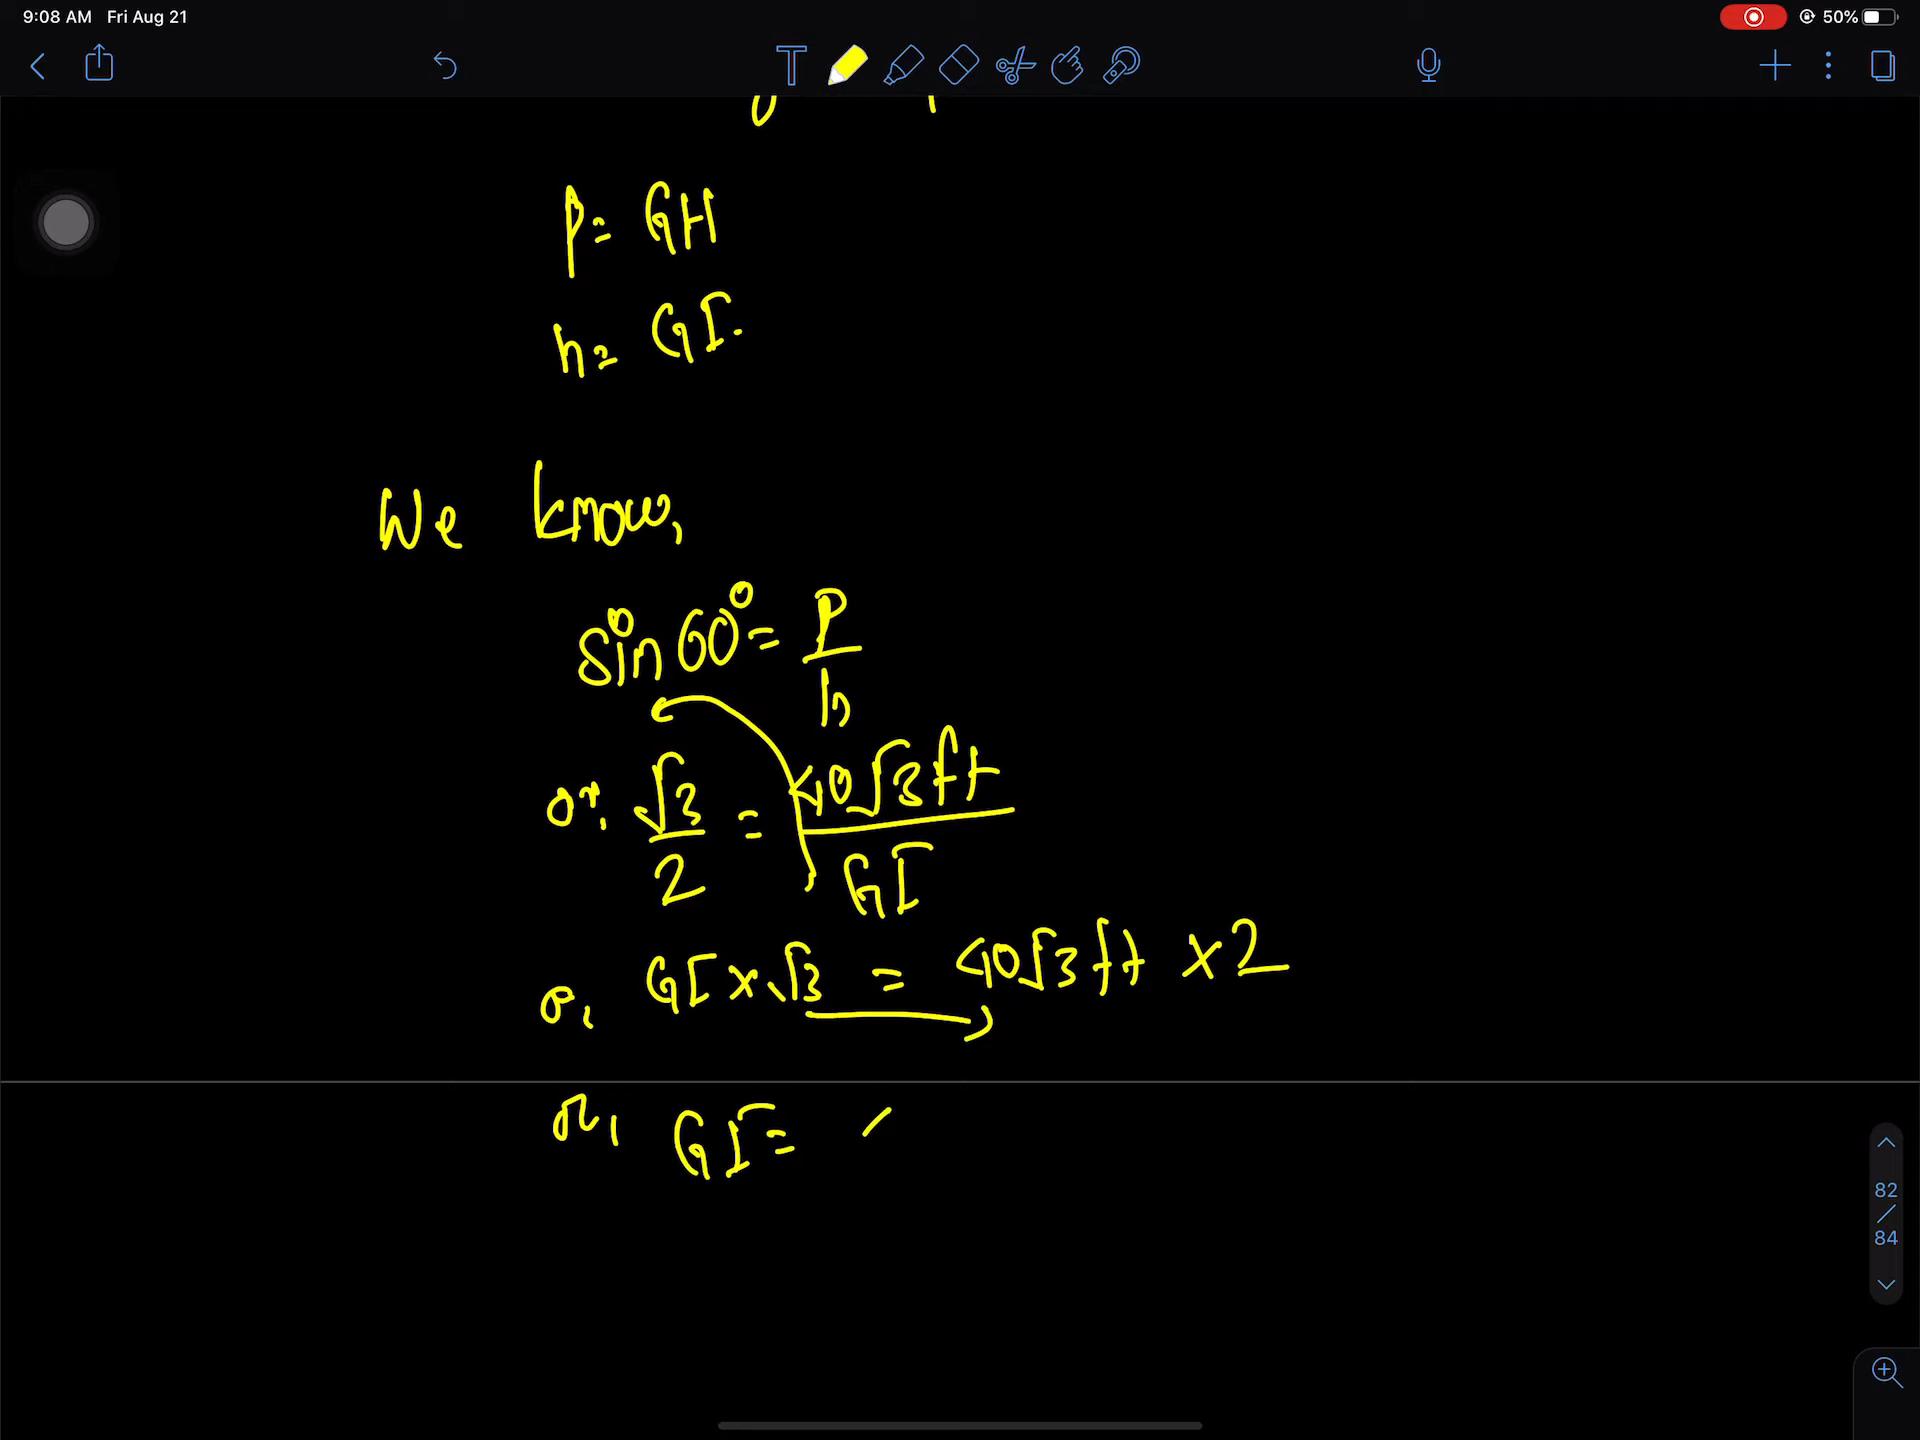 9:08 AM Fri Aug 21
50%
T
p= GH
h= GI.
We know,
sin 60°= P/h
or, √3/2 = 40√3 ft/GI
or, GI x √3 = 40√3 ft x 2
or, GI =
82
/
84